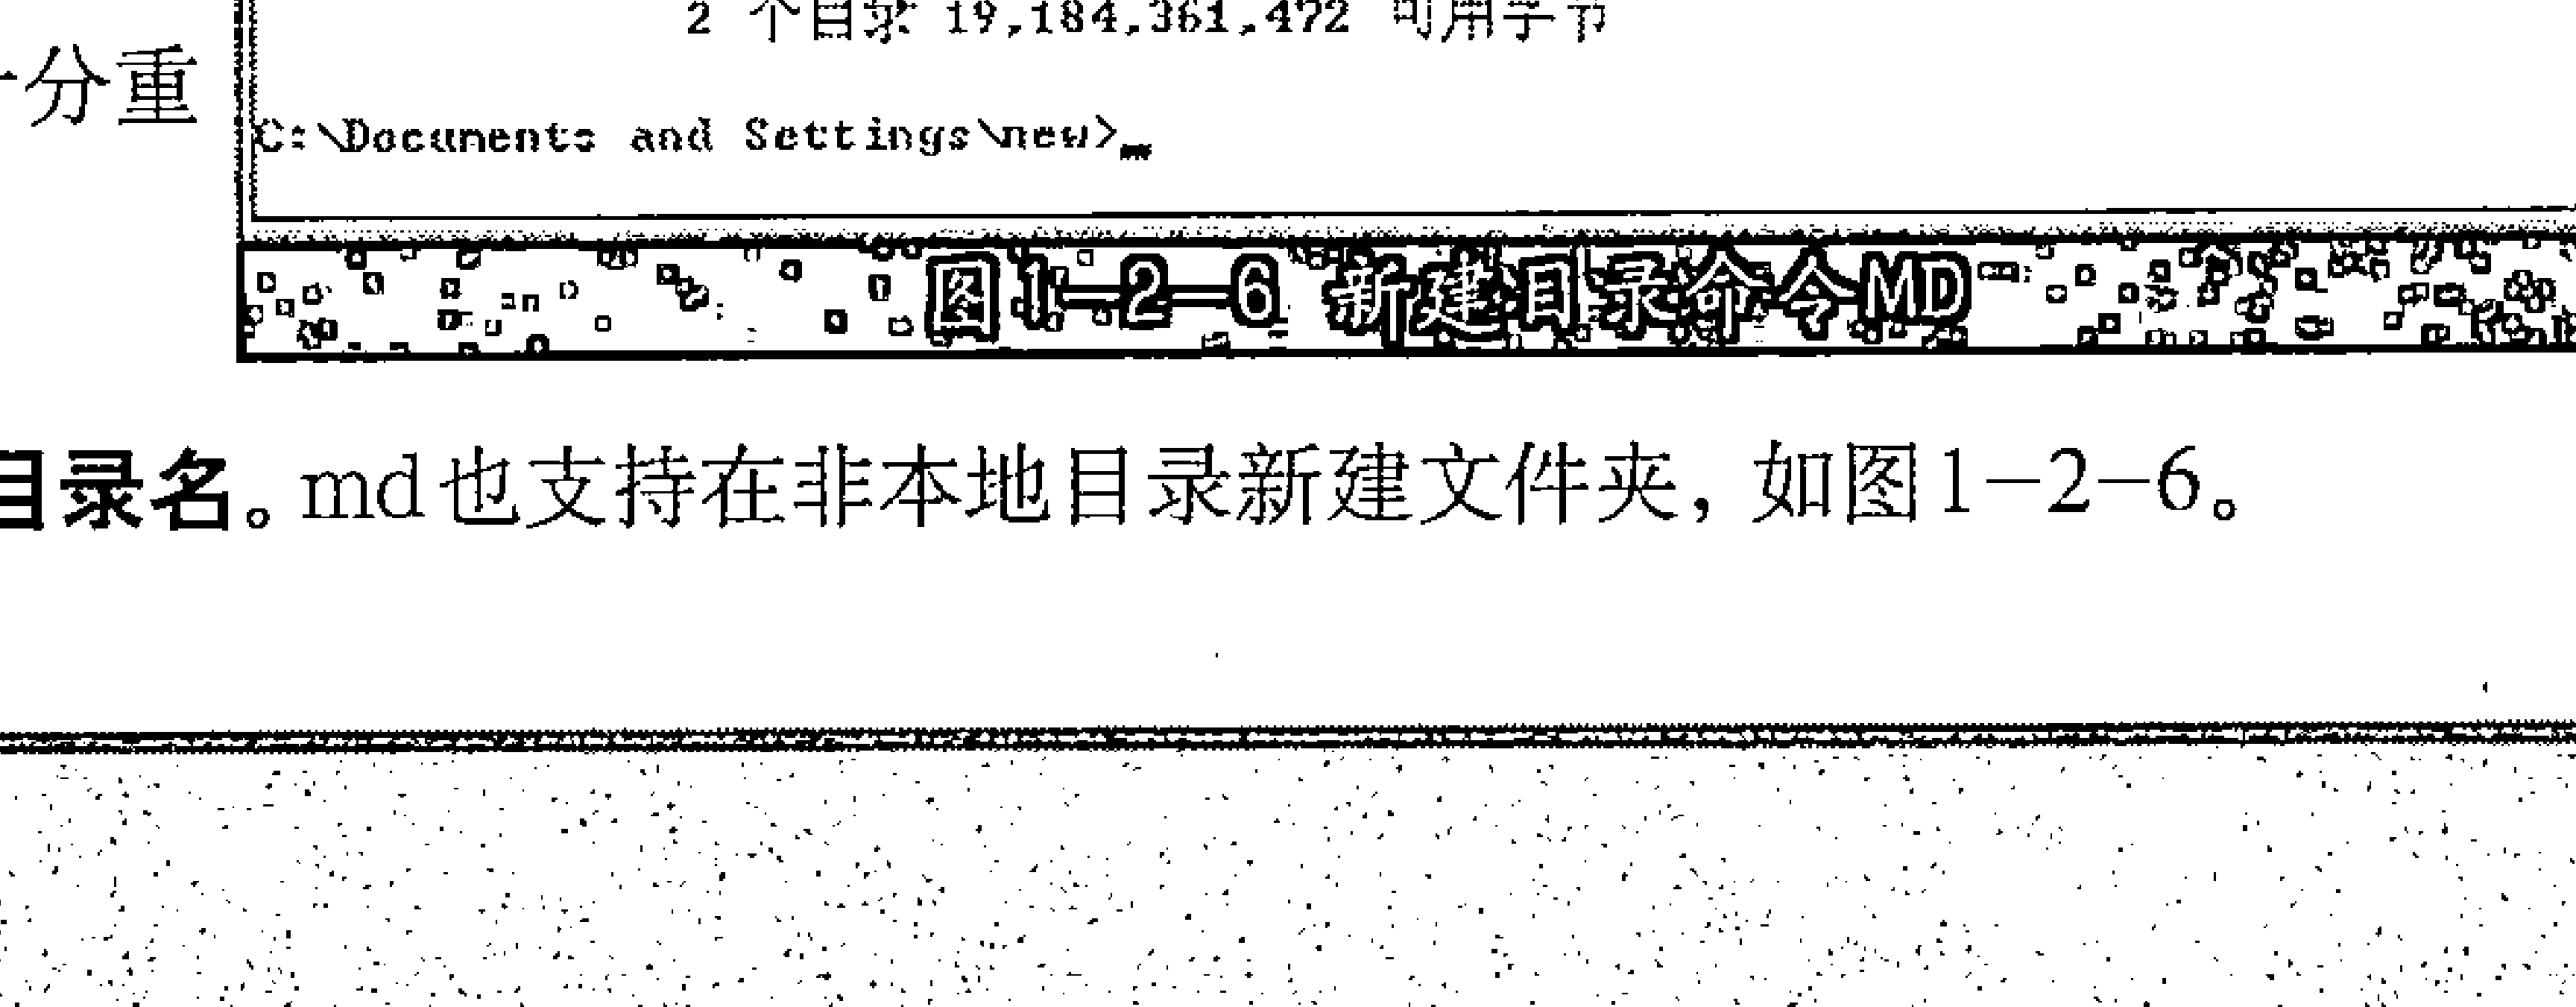 2 个目录 19,184,361,472 可用字节
十分重
C:\Documents and Settings\new>_
图1-2-6 新建目录命令MD
目录名。md也支持在非本地目录新建文件夹，如图1-2-6。